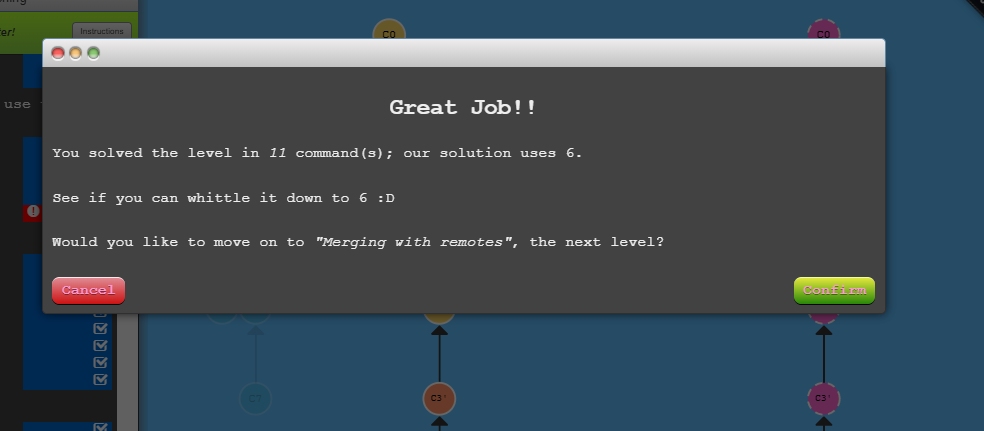 ning
ter!
Instructions
C0
C0
use
Great Job!!
You solved the level in 11 command(s); our solution uses 6.
See if you can whittle it down to 6 :D
Would you like to move on to "Merging with remotes", the next level?
Cancel
Confirm
C3'
C3'